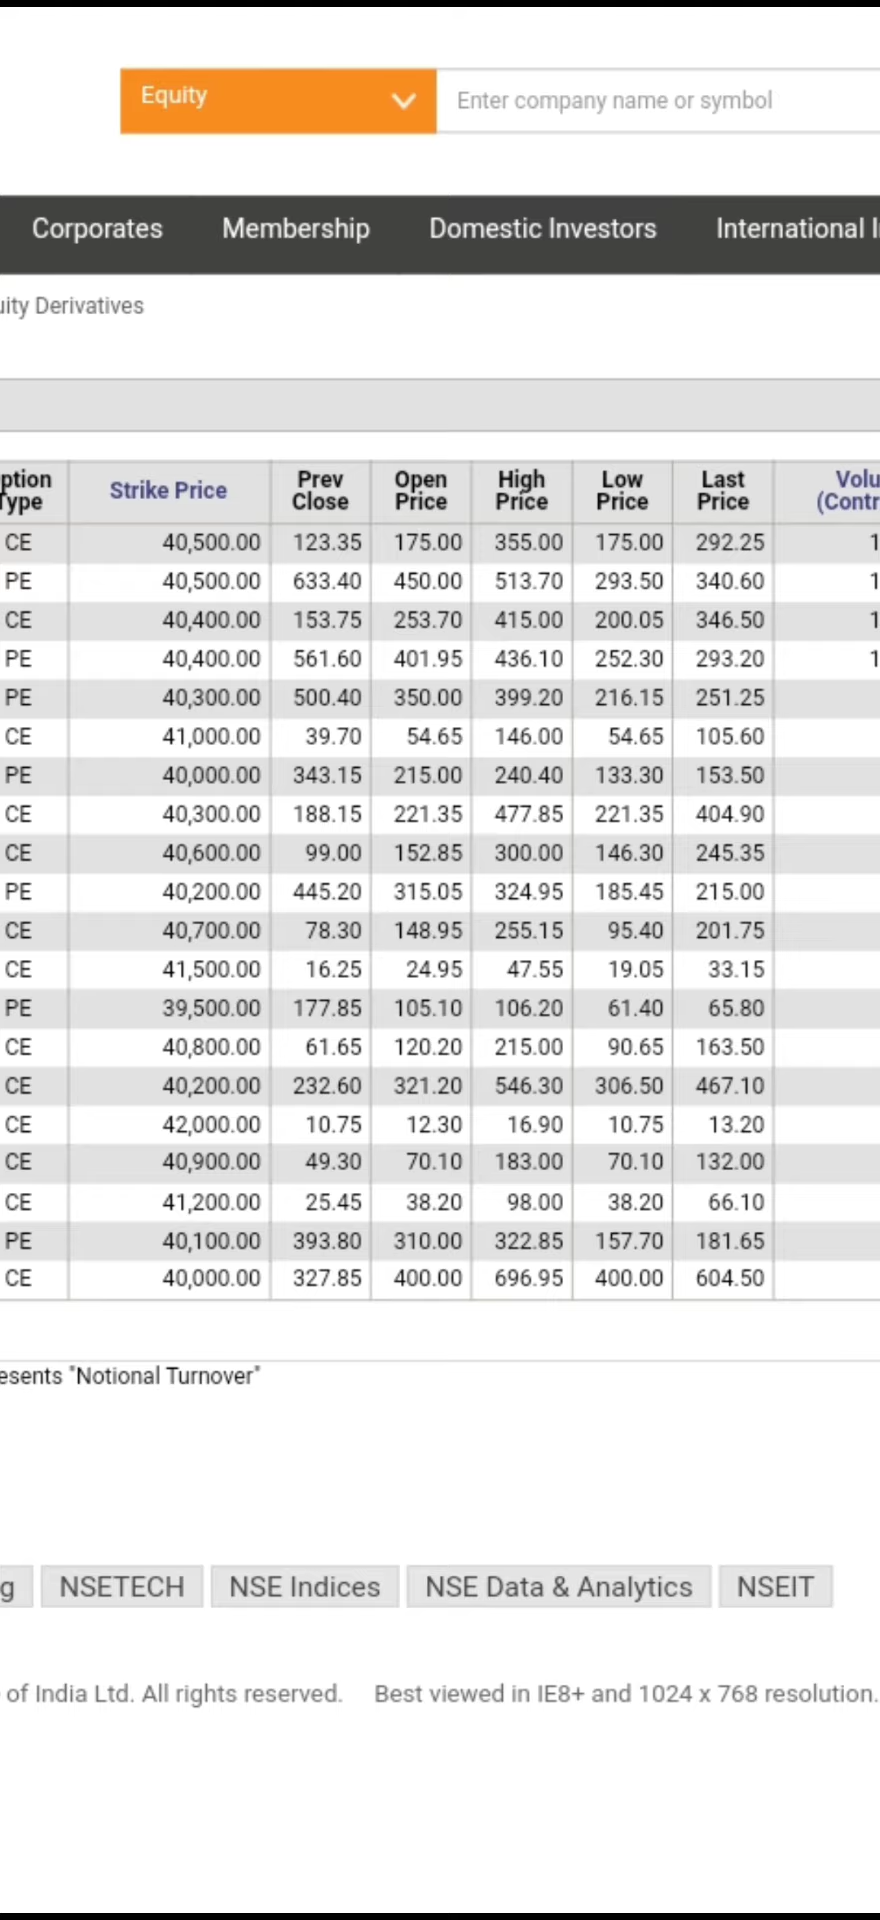 Equity
Enter company name or symbol
Corporates Membership Domestic Investors International I
uity Derivatives
ption Type Strike Price Prev Close Open Price High Price Low Price Last Price Volu (Contr
CE 40,500.00 123.35 175.00 355.00 175.00 292.25 1
PE 40,500.00 633.40 450.00 513.70 293.50 340.60 1
CE 40,400.00 153.75 253.70 415.00 200.05 346.50 1
PE 40,400.00 561.60 401.95 436.10 252.30 293.20 1
PE 40,300.00 500.40 350.00 399.20 216.15 251.25
CE 41,000.00 39.70 54.65 146.00 54.65 105.60
PE 40,000.00 343.15 215.00 240.40 133.30 153.50
CE 40,300.00 188.15 221.35 477.85 221.35 404.90
CE 40,600.00 99.00 152.85 300.00 146.30 245.35
PE 40,200.00 445.20 315.05 324.95 185.45 215.00
CE 40,700.00 78.30 148.95 255.15 95.40 201.75
CE 41,500.00 16.25 24.95 47.55 19.05 33.15
PE 39,500.00 177.85 105.10 106.20 61.40 65.80
CE 40,800.00 61.65 120.20 215.00 90.65 163.50
CE 40,200.00 232.60 321.20 546.30 306.50 467.10
CE 42,000.00 10.75 12.30 16.90 10.75 13.20
CE 40,900.00 49.30 70.10 183.00 70.10 132.00
CE 41,200.00 25.45 38.20 98.00 38.20 66.10
PE 40,100.00 393.80 310.00 322.85 157.70 181.65
CE 40,000.00 327.85 400.00 696.95 400.00 604.50
esents "Notional Turnover"
g NSETECH NSE Indices NSE Data & Analytics NSEIT
of India Ltd. All rights reserved. Best viewed in IE8+ and 1024 x 768 resolution.